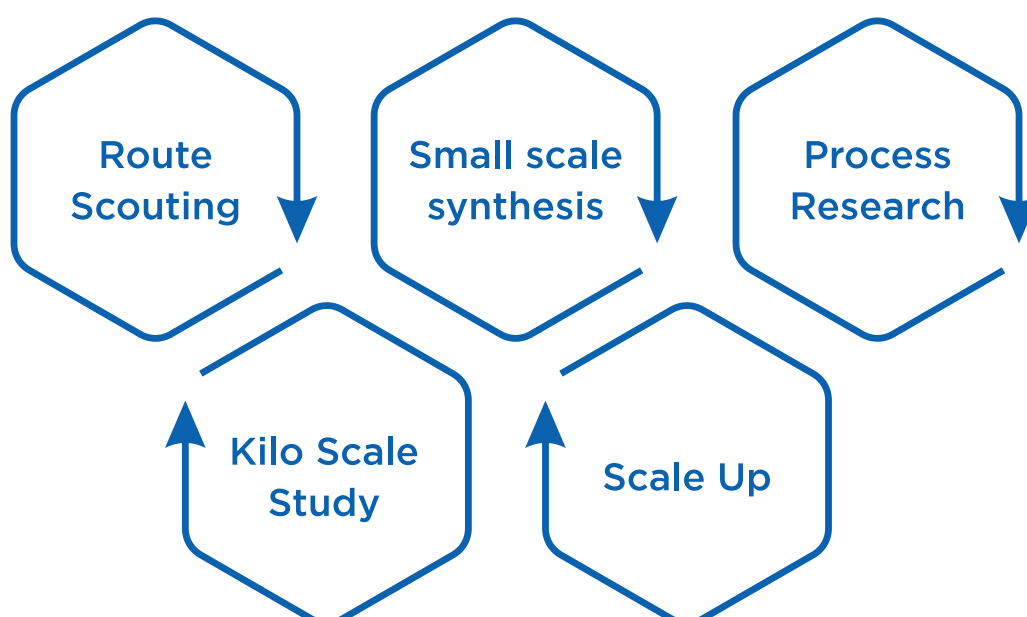 Route
Scouting
Small scale
synthesis
Process
Research
Kilo Scale
Study
Scale Up